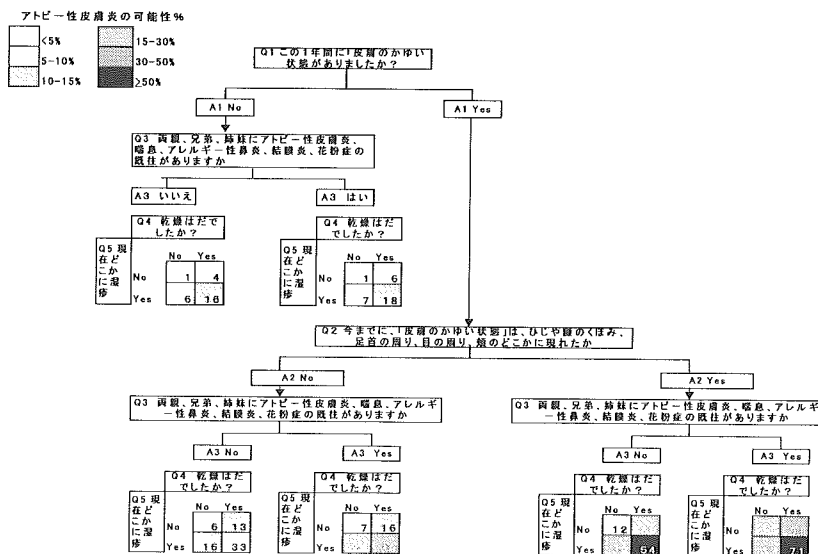 アトピー性皮膚炎の可能性%
<5%
15-30%
5-10%
30-50%
10-15%
≥50%
Q1 この1年間に「皮膚のかゆい
状態がありましたか?
A1 No
A1 Yes
Q3 両親、兄弟、姉妹にアトピー性皮膚炎、
喘息、アレルギー性鼻炎、結膜炎、花粉症の
既往がありますか
A3 いいえ
A3 はい
Q4 乾燥はだで
したか?
Q5 現
在ど
こか
に湿
疹
No Yes
No 1 4
Yes 6 16
Q4 乾燥はだ
でしたか?
Q5 現
在ど
こか
に湿
疹
No Yes
No 1 6
Yes 7 18
Q2 今までに、「皮膚のかゆい状態」は、ひじや膝のくぼみ、
足首の周り、目の周り、頬のどこかに現れたか
A2 No
A2 Yes
Q3 両親、兄弟、姉妹にアトピー性皮膚炎、喘息、アレルギ
ー性鼻炎、結膜炎、花粉症の既往がありますか
A3 No
A3 Yes
Q4 乾燥はだ
でしたか?
Q5 現
在ど
こか
に湿
疹
No Yes
No 6 13
Yes 16 33
Q4 乾燥はだ
でしたか?
Q5 現
在ど
こか
に湿
疹
No Yes
No 7 16
Yes
Q3 両親、兄弟、姉妹にアトピー性皮膚炎、喘息、アレルギ
ー性鼻炎、結膜炎、花粉症の既往がありますか
A3 No
A3 Yes
Q4 乾燥はだ
でしたか?
Q5 現
在ど
こか
に湿
疹
No Yes
No 12
Yes
Q4 乾燥はだ
でしたか?
Q5 現
在ど
こか
に湿
疹
No Yes
No
Yes 71